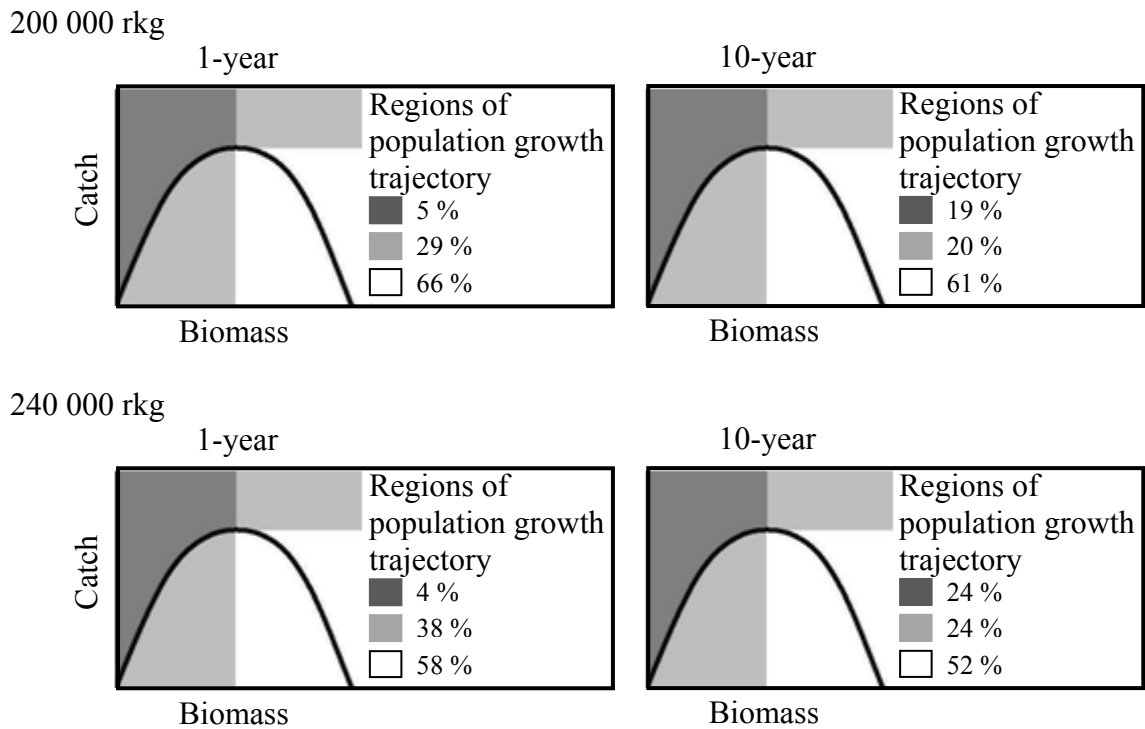 200 000 rkg
1-year
Catch
Regions of
population growth
trajectory
5 %
29 %
66 %
Biomass
10-year
Regions of
population growth
trajectory
19 %
20 %
61 %
Biomass
240 000 rkg
1-year
Catch
Regions of
population growth
trajectory
4 %
38 %
58 %
Biomass
10-year
Regions of
population growth
trajectory
24 %
24 %
52 %
Biomass